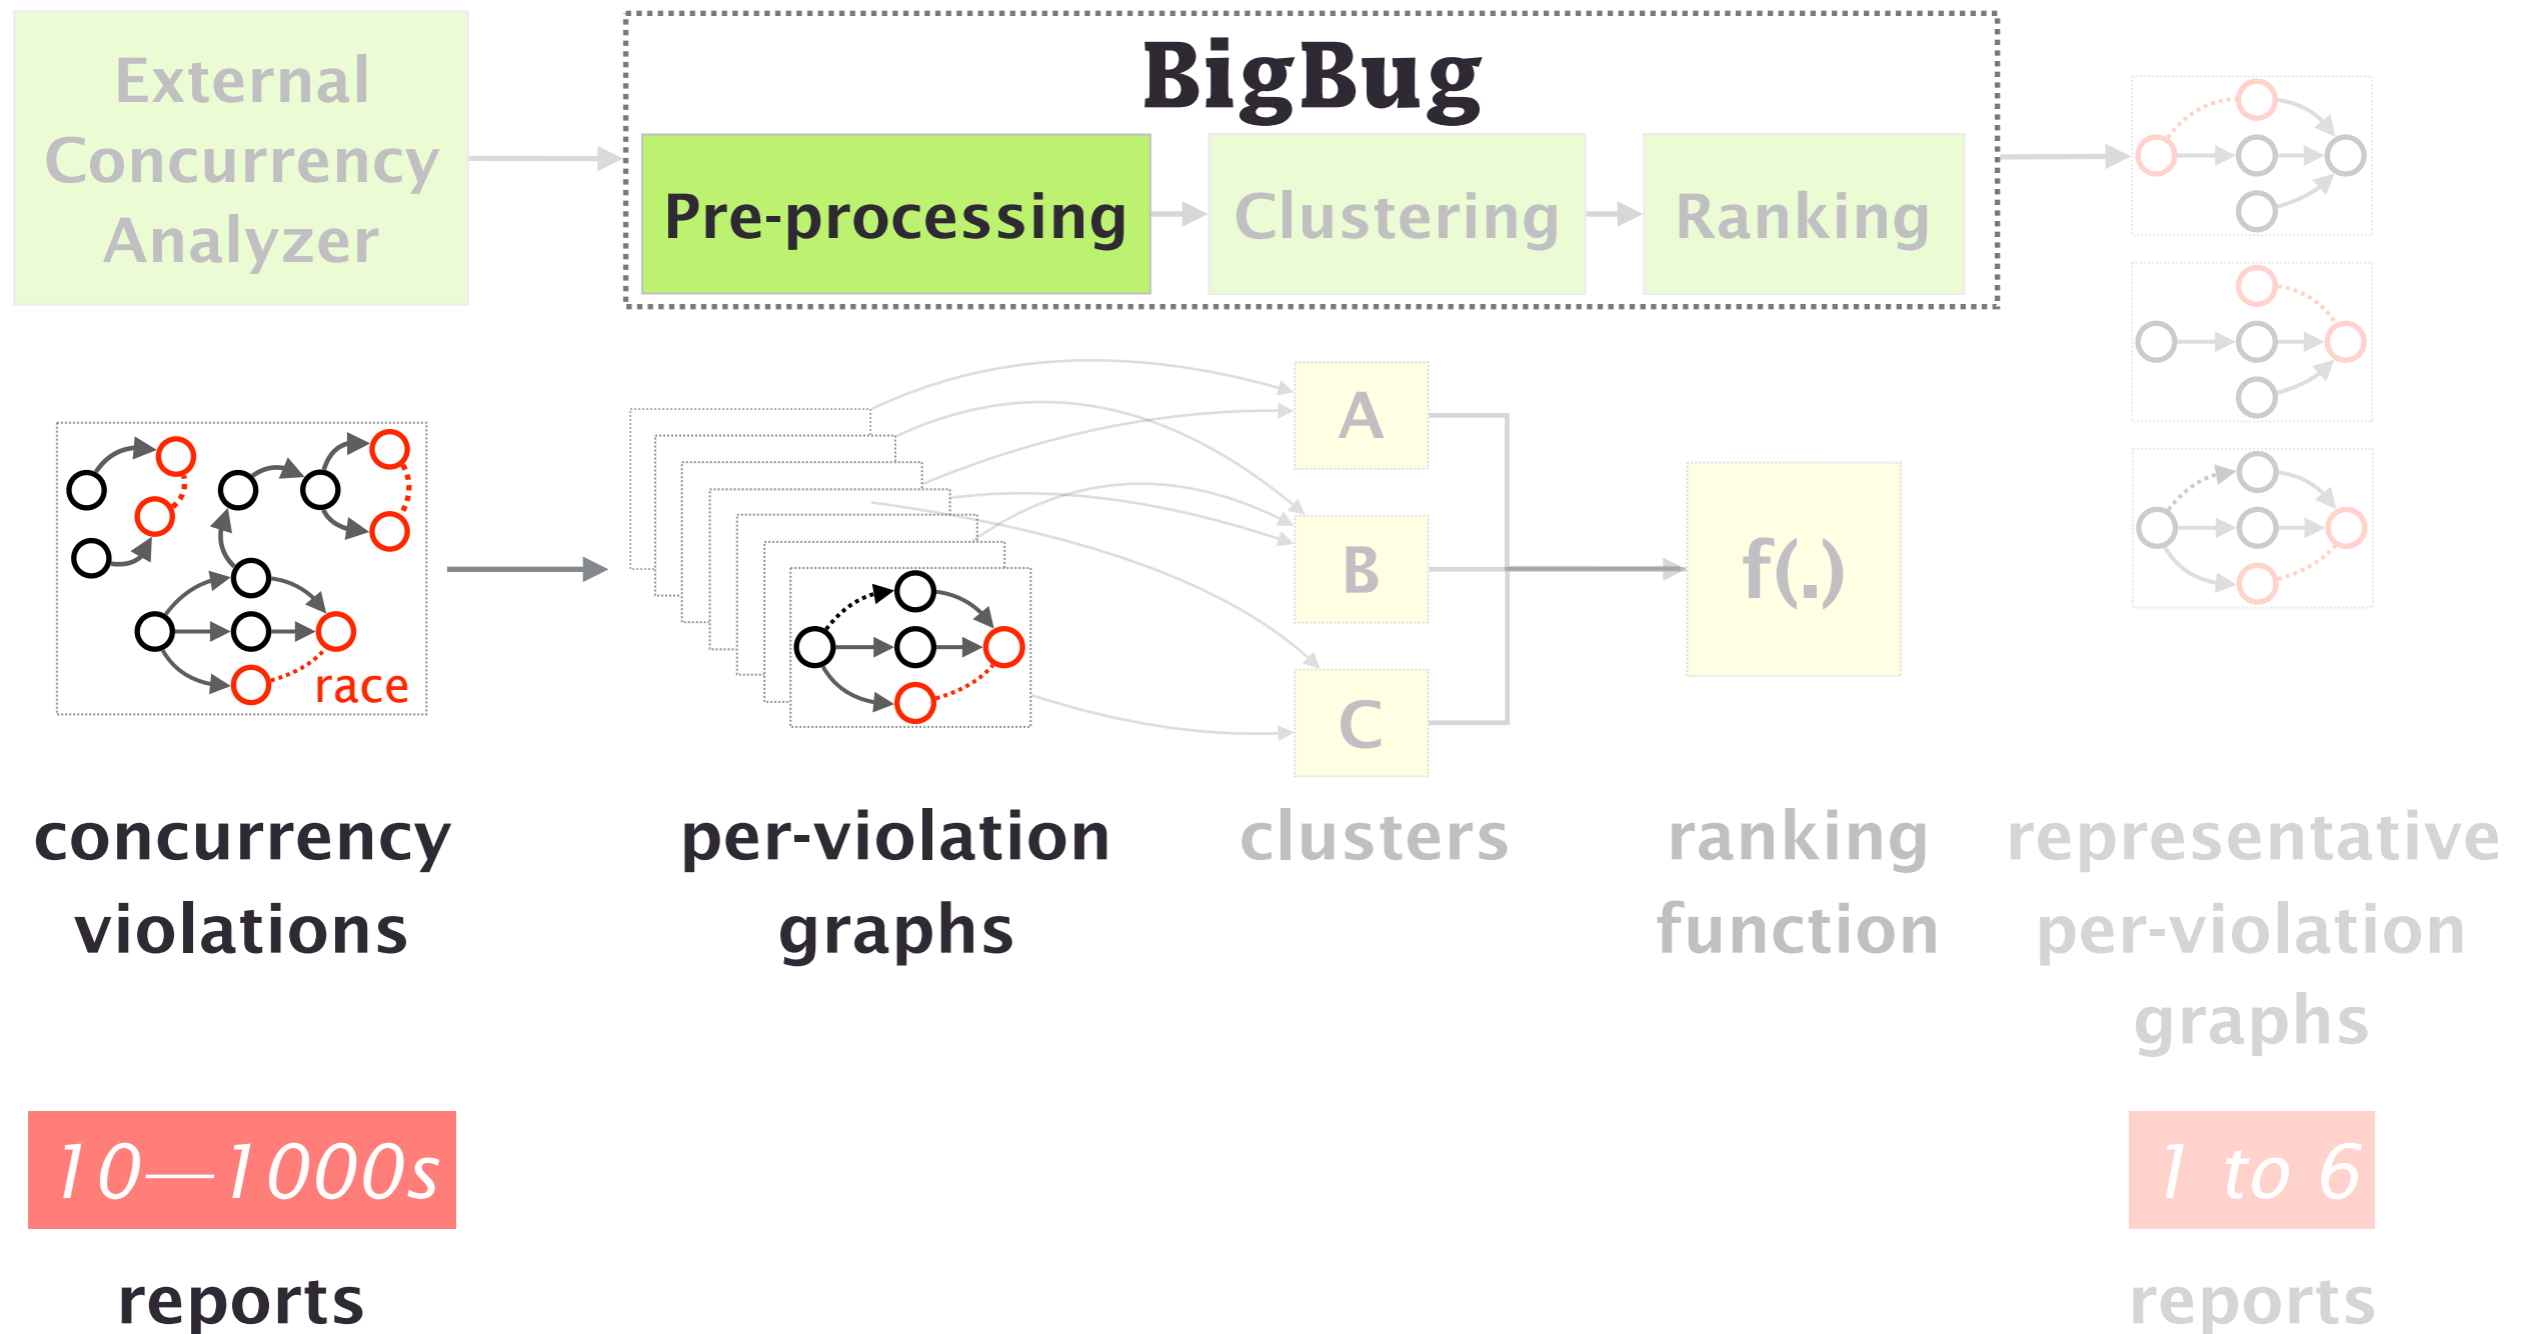 External
Concurrency
Analyzer
BigBug
Pre-processing
Clustering
Ranking
race
A
B
C
f(.)
concurrency
violations
per-violation
graphs
clusters
ranking
function
representative
per-violation
graphs
10—1000s
reports
1 to 6
reports